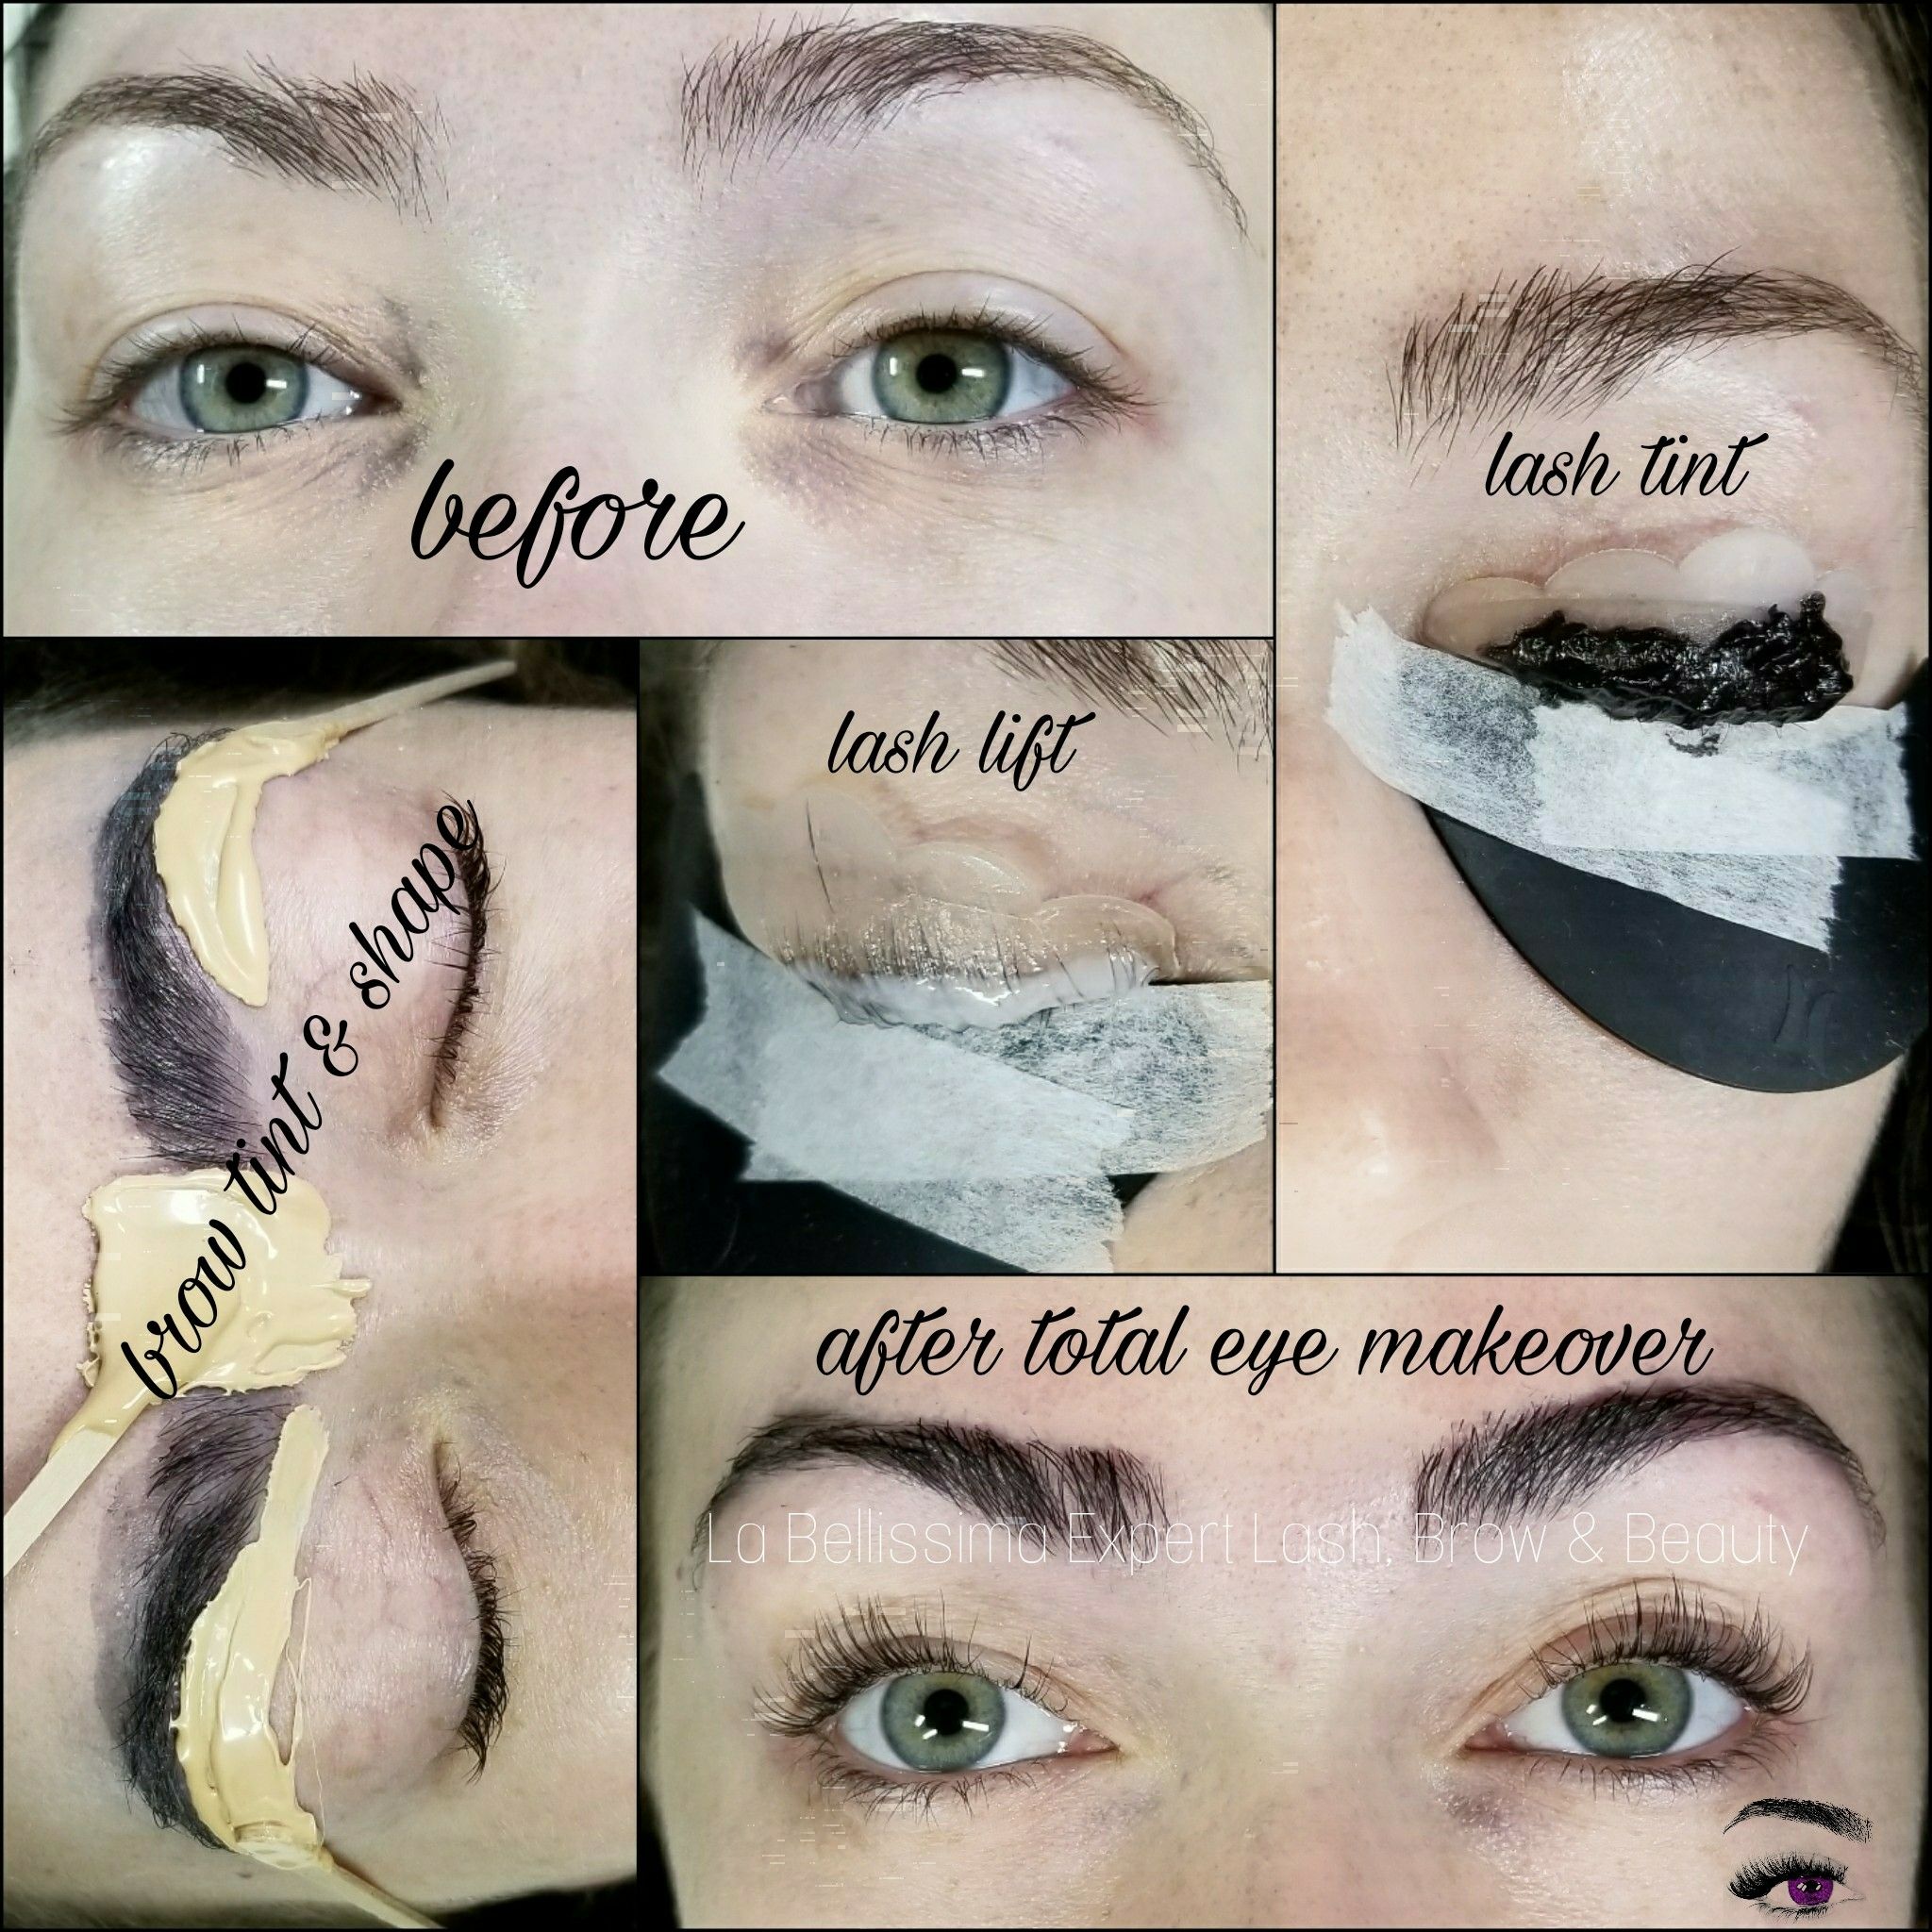 before
lash tint
lash lift
brow tint & shape
after total eye makeover
La Bellissima Expert Lash, Brow & Beauty